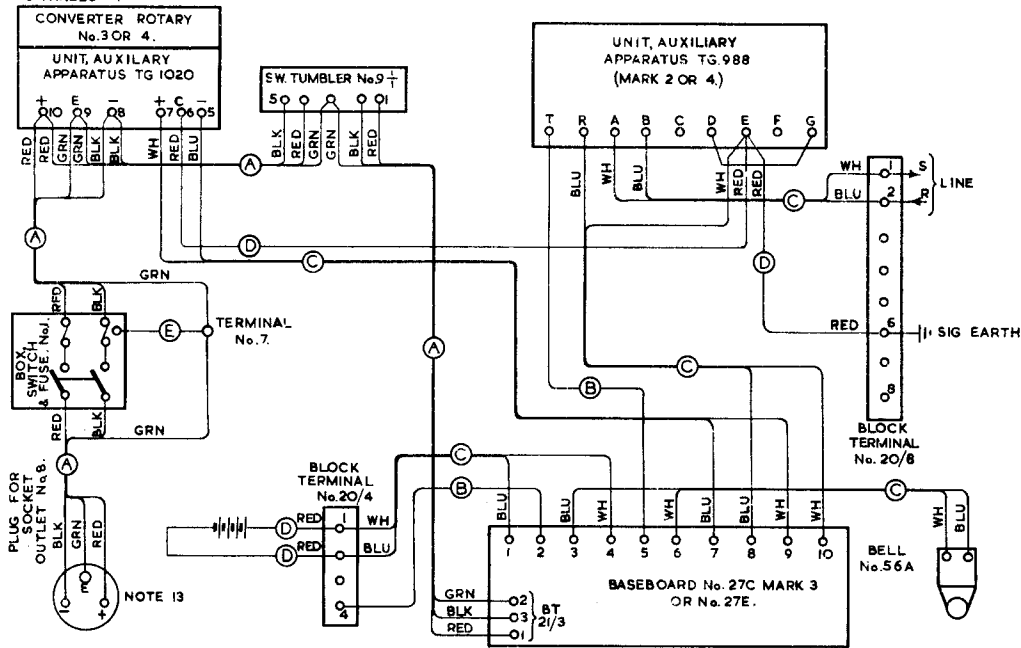 CONVERTER ROTARY
No.3 OR 4.
UNIT, AUXILARY
APPARATUS TG 1020
+ E − + C −
10 9 8 7 6 5
RED RED GRN GRN BLK BLK WH RED BLU
SW. TUMBLER No.9 1/1
5 1
BLK RED GRN GRN BLK RED
A
UNIT, AUXILIARY
APPARATUS TG.988
(MARK 2 OR 4.)
T R A B C D E F G
BLU WH BLU WH RED RED
WH 1 S
BLU 2 R
LINE
C
A
D
C
D
GRN
RED BLK
E
TERMINAL
No.7.
BOX,
SWITCH
& FUSE. No.1.
A
RED 6 SIG EARTH
8
BLOCK
TERMINAL
No. 20/8
C
B
RED BLK
GRN
A
PLUG FOR
SOCKET
OUTLET No.8.
BLK GRN RED
E
− +
NOTE 13
BLOCK
TERMINAL
No.20/4
C
B
D RED 1 WH
D RED BLU
4
BLU WH BLU WH BLU WH WH
1 2 3 4 5 6 7 8 9 10
C
WH BLU
BELL
No.56A
BASEBOARD No. 27C MARK 3
OR No. 27E.
GRN 2
BLK 3
RED 1
BT
21/3